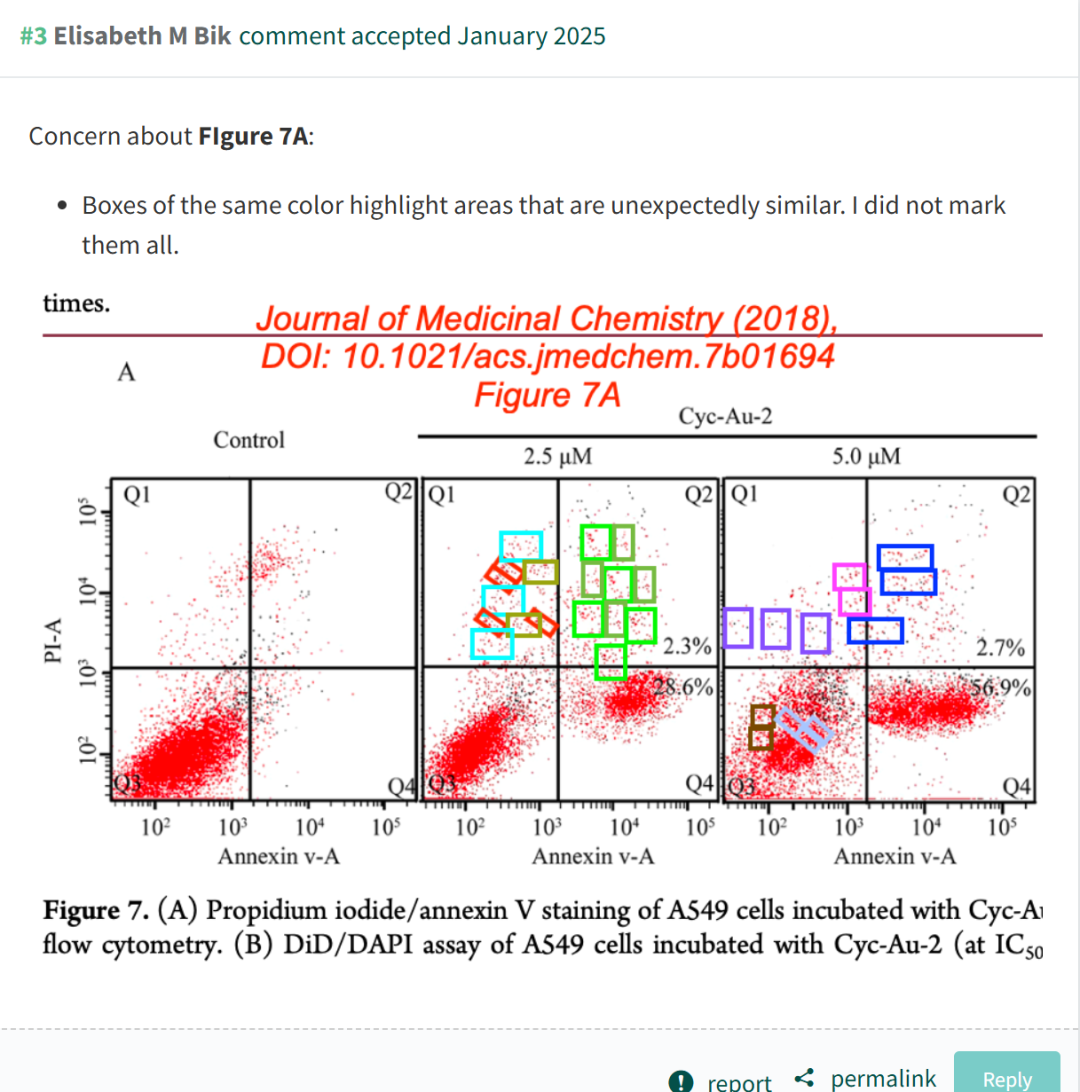 #3 Elisabeth M Bik comment accepted January 2025
Concern about FIgure 7A:
• Boxes of the same color highlight areas that are unexpectedly similar. I did not mark
them all.
times.
Journal of Medicinal Chemistry (2018),
DOI: 10.1021/acs.jmedchem.7b01694
Figure 7A
A
Cyc-Au-2
Control
2.5 μM
5.0 μM
Q1
Q2
Q1
Q2
Q1
Q2
10⁵
10⁴
10³
10²
PI-A
2.3%
2.7%
28.6%
56.9%
Q3
Q4
Q3
Q4
Q3
Q4
10² 10³ 10⁴ 10⁵
10² 10³ 10⁴ 10⁵
10² 10³ 10⁴ 10⁵
Annexin v-A
Annexin v-A
Annexin v-A
Figure 7. (A) Propidium iodide/annexin V staining of A549 cells incubated with
flow cytometry. (B) DiD/DAPI assay of A549 cells incubated with Cyc-Au-2 (at IC₅₀
report
permalink
Reply